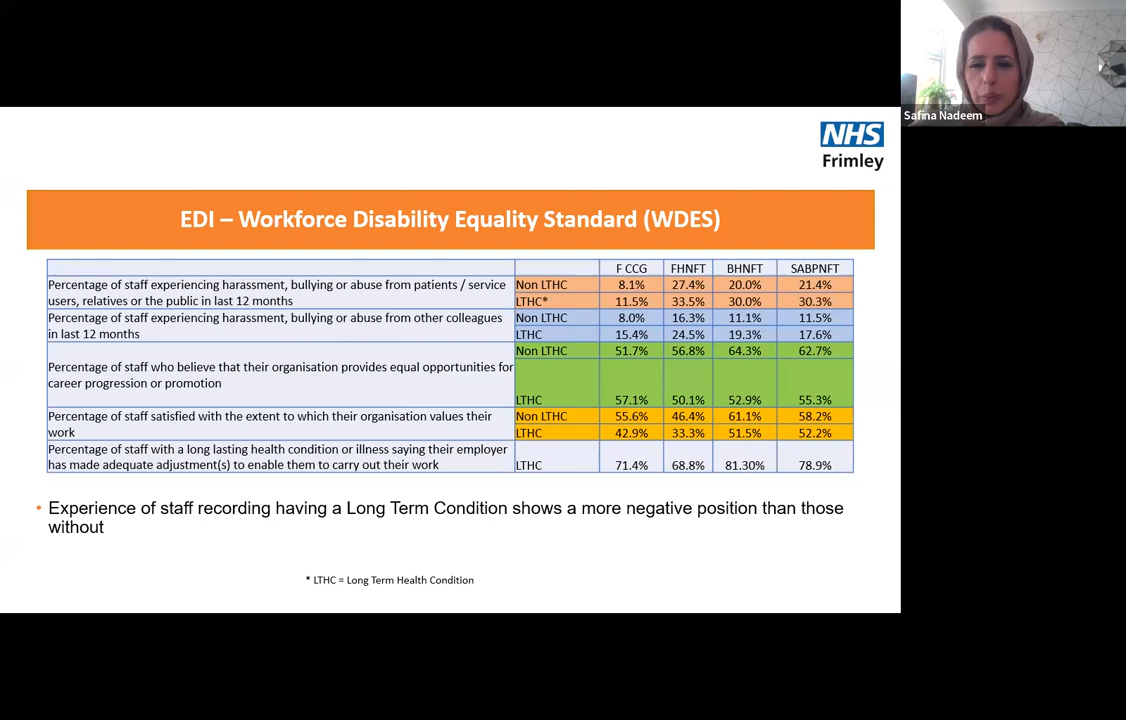 Safina Nadeem
NHS
Frimley
EDI – Workforce Disability Equality Standard (WDES)
F CCG FHNFT BHNFT SABPNFT
Percentage of staff experiencing harassment, bullying or abuse from patients / service
users, relatives or the public in last 12 months
Non LTHC 8.1% 27.4% 20.0% 21.4%
LTHC* 11.5% 33.5% 30.0% 30.3%
Percentage of staff experiencing harassment, bullying or abuse from other colleagues
in last 12 months
Non LTHC 8.0% 16.3% 11.1% 11.5%
LTHC 15.4% 24.5% 19.3% 17.6%
Percentage of staff who believe that their organisation provides equal opportunities for
career progression or promotion
Non LTHC 51.7% 56.8% 64.3% 62.7%
LTHC 57.1% 50.1% 52.9% 55.3%
Percentage of staff satisfied with the extent to which their organisation values their
work
Non LTHC 55.6% 46.4% 61.1% 58.2%
LTHC 42.9% 33.3% 51.5% 52.2%
Percentage of staff with a long lasting health condition or illness saying their employer
has made adequate adjustment(s) to enable them to carry out their work
LTHC 71.4% 68.8% 81.30% 78.9%
• Experience of staff recording having a Long Term Condition shows a more negative position than those
without
* LTHC = Long Term Health Condition